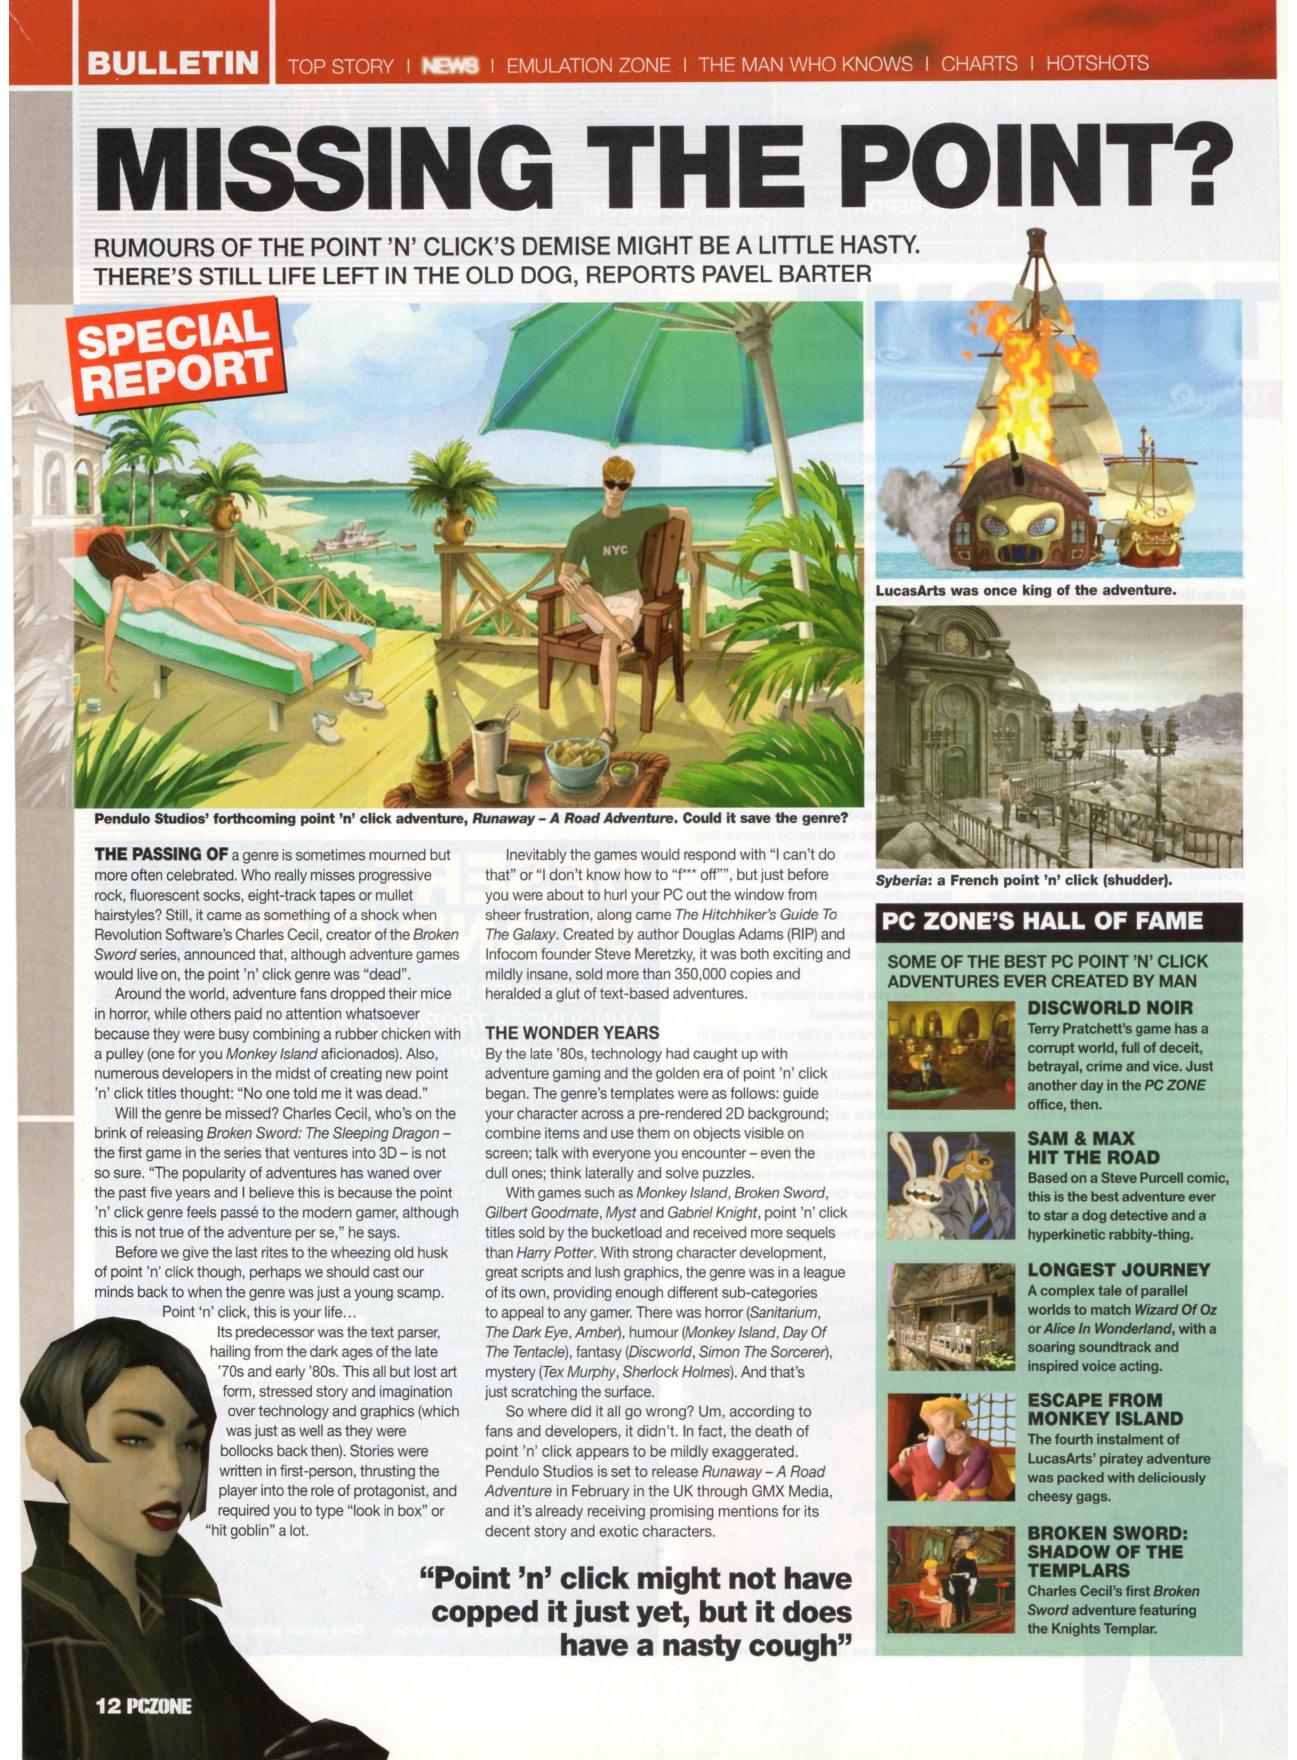 BULLETIN
TOP STORY | NEWS | EMULATION ZONE | THE MAN WHO KNOWS | CHARTS | HOTSHOTS
MISSING THE POINT?
RUMOURS OF THE POINT 'N' CLICK'S DEMISE MIGHT BE A LITTLE HASTY.
THERE'S STILL LIFE LEFT IN THE OLD DOG, REPORTS PAVEL BARTER
SPECIAL
REPORT
NYC
LucasArts was once king of the adventure.
Pendulo Studios' forthcoming point 'n' click adventure, Runaway – A Road Adventure. Could it save the genre?
Syberia: a French point 'n' click (shudder).
THE PASSING OF a genre is sometimes mourned but
more often celebrated. Who really misses progressive
rock, fluorescent socks, eight-track tapes or mullet
hairstyles? Still, it came as something of a shock when
Revolution Software's Charles Cecil, creator of the Broken
Sword series, announced that, although adventure games
would live on, the point 'n' click genre was "dead".
Around the world, adventure fans dropped their mice
in horror, while others paid no attention whatsoever
because they were busy combining a rubber chicken with
a pulley (one for you Monkey Island aficionados). Also,
numerous developers in the midst of creating new point
'n' click titles thought: "No one told me it was dead."
Will the genre be missed? Charles Cecil, who's on the
brink of releasing Broken Sword: The Sleeping Dragon –
the first game in the series that ventures into 3D – is not
so sure. "The popularity of adventures has waned over
the past five years and I believe this is because the point
'n' click genre feels passé to the modern gamer, although
this is not true of the adventure per se," he says.
Before we give the last rites to the wheezing old husk
of point 'n' click though, perhaps we should cast our
minds back to when the genre was just a young scamp.
Point 'n' click, this is your life...
Its predecessor was the text parser,
hailing from the dark ages of the late
'70s and early '80s. This all but lost art
form, stressed story and imagination
over technology and graphics (which
was just as well as they were
bollocks back then). Stories were
written in first-person, thrusting the
player into the role of protagonist, and
required you to type "look in box" or
"hit goblin" a lot.
Inevitably the games would respond with "I can't do
that" or "I don't know how to "f*** off"", but just before
you were about to hurl your PC out the window from
sheer frustration, along came The Hitchhiker's Guide To
The Galaxy. Created by author Douglas Adams (RIP) and
Infocom founder Steve Meretzky, it was both exciting and
mildly insane, sold more than 350,000 copies and
heralded a glut of text-based adventures.
THE WONDER YEARS
By the late '80s, technology had caught up with
adventure gaming and the golden era of point 'n' click
began. The genre's templates were as follows: guide
your character across a pre-rendered 2D background;
combine items and use them on objects visible on
screen; talk with everyone you encounter – even the
dull ones; think laterally and solve puzzles.
With games such as Monkey Island, Broken Sword,
Gilbert Goodmate, Myst and Gabriel Knight, point 'n' click
titles sold by the bucketload and received more sequels
than Harry Potter. With strong character development,
great scripts and lush graphics, the genre was in a league
of its own, providing enough different sub-categories
to appeal to any gamer. There was horror (Sanitarium,
The Dark Eye, Amber), humour (Monkey Island, Day Of
The Tentacle), fantasy (Discworld, Simon The Sorcerer),
mystery (Tex Murphy, Sherlock Holmes). And that's
just scratching the surface.
So where did it all go wrong? Um, according to
fans and developers, it didn't. In fact, the death of
point 'n' click appears to be mildly exaggerated.
Pendulo Studios is set to release Runaway – A Road
Adventure in February in the UK through GMX Media,
and it's already receiving promising mentions for its
decent story and exotic characters.
"Point 'n' click might not have
copped it just yet, but it does
have a nasty cough"
PC ZONE'S HALL OF FAME
SOME OF THE BEST PC POINT 'N' CLICK
ADVENTURES EVER CREATED BY MAN
DISCWORLD NOIR
Terry Pratchett's game has a
corrupt world, full of deceit,
betrayal, crime and vice. Just
another day in the PC ZONE
office, then.
SAM & MAX
HIT THE ROAD
Based on a Steve Purcell comic,
this is the best adventure ever
to star a dog detective and a
hyperkinetic rabbity-thing.
LONGEST JOURNEY
A complex tale of parallel
worlds to match Wizard Of Oz
or Alice In Wonderland, with a
soaring soundtrack and
inspired voice acting.
ESCAPE FROM
MONKEY ISLAND
The fourth instalment of
LucasArts' piratey adventure
was packed with deliciously
cheesy gags.
BROKEN SWORD:
SHADOW OF THE
TEMPLARS
Charles Cecil's first Broken
Sword adventure featuring
the Knights Templar.
12 PCZONE